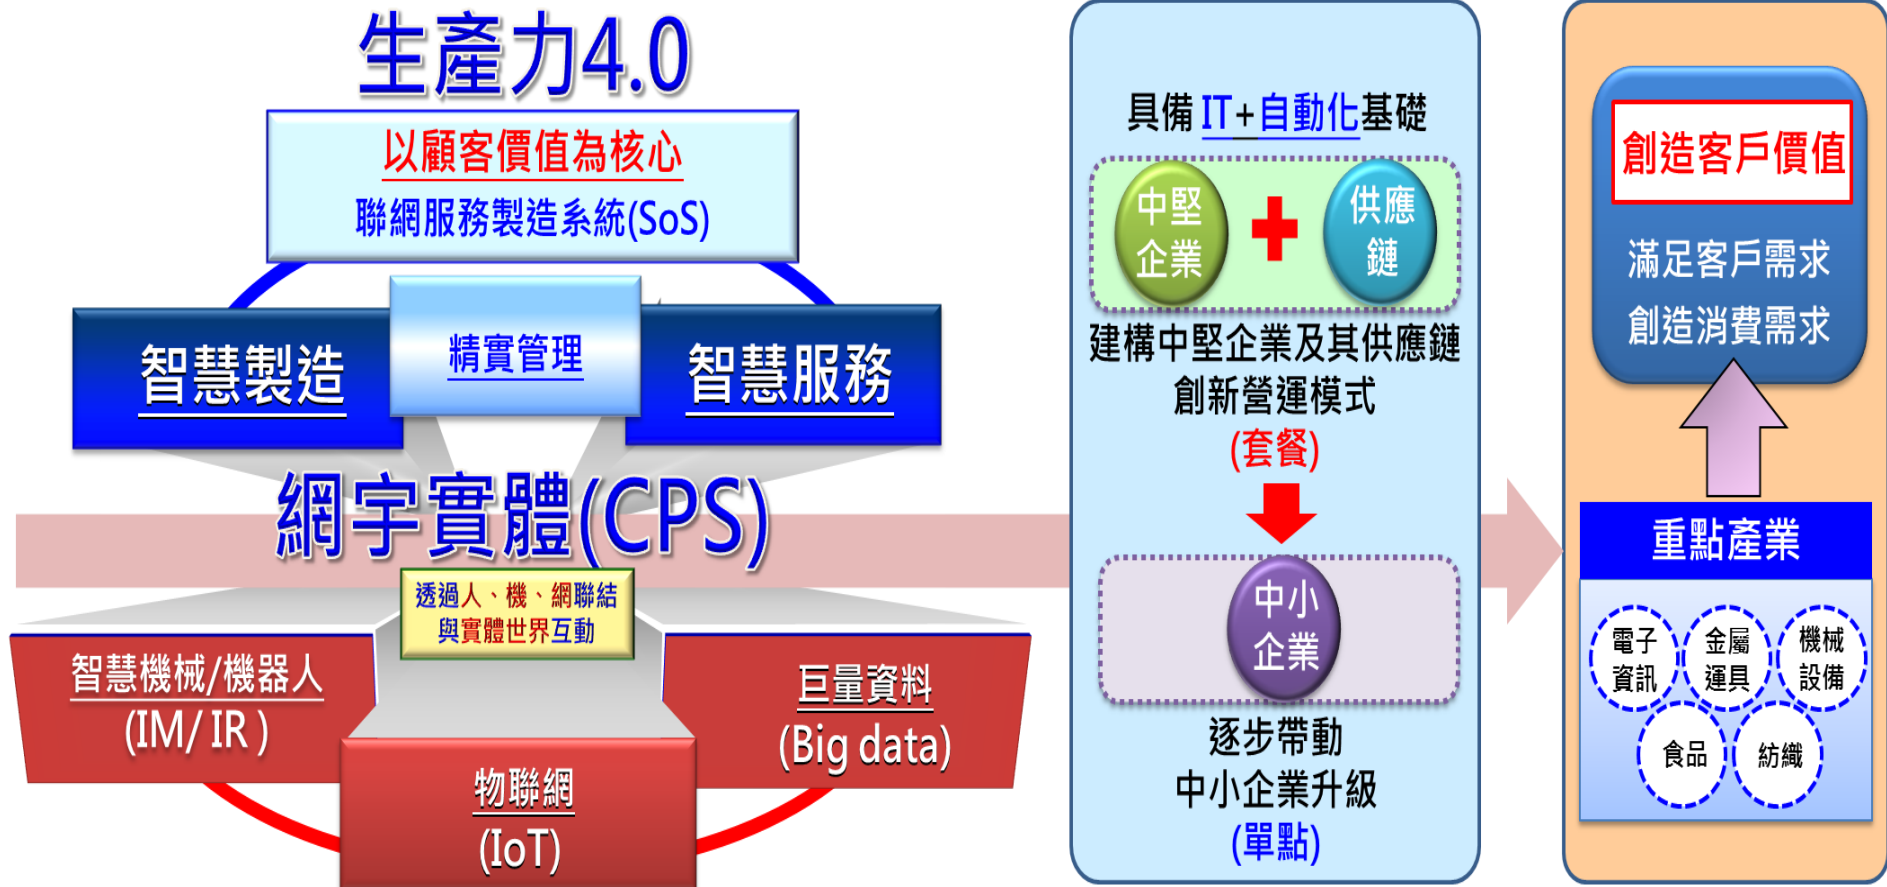 生產力4.0
以顧客價值為核心
聯網服務製造系統(SoS)
智慧製造
精實管理
智慧服務
網宇實體(CPS)
透過人、機、網聯結
與實體世界互動
智慧機械/機器人
(IM/ IR )
物聯網
(IoT)
巨量資料
(Big data)
具備 IT+自動化基礎
中堅
企業
供應
鏈
建構中堅企業及其供應鏈
創新營運模式
(套餐)
中小
企業
逐步帶動
中小企業升級
(單點)
創造客戶價值
滿足客戶需求
創造消費需求
重點產業
電子
資訊
金屬
運具
機械
設備
食品
紡織